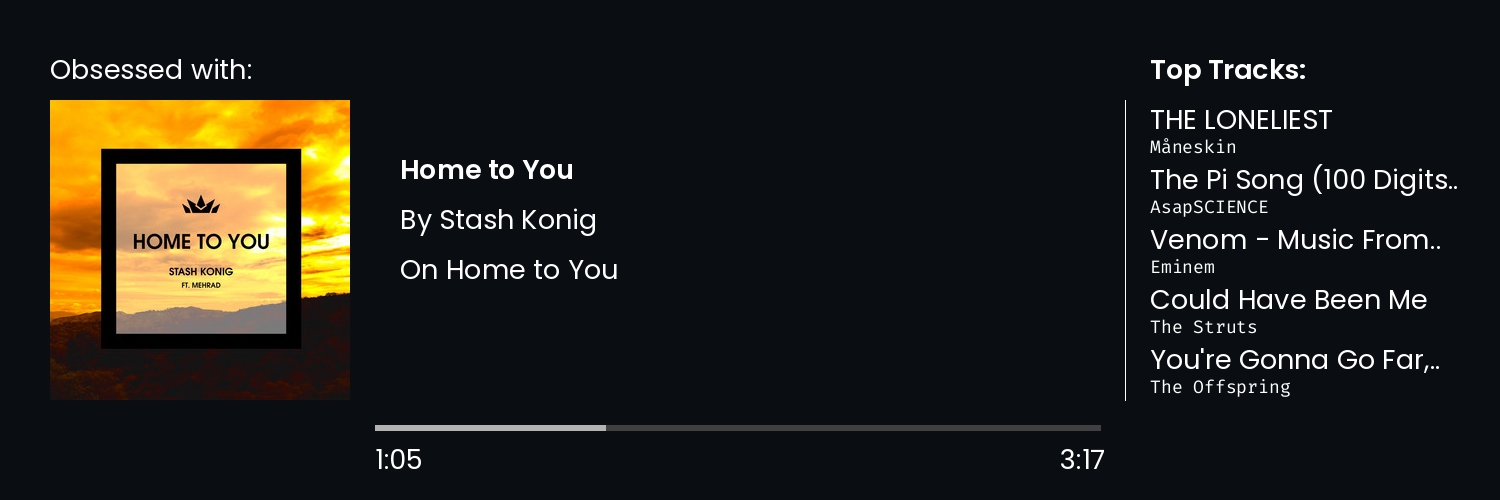 Obsessed with:
HOME TO YOU
STASH KONIG
FT. MEHRAD
Home to You
By Stash Konig
On Home to You
1:05
3:17
Top Tracks:
THE LONELIEST
Måneskin
The Pi Song (100 Digits..
AsapSCIENCE
Venom - Music From..
Eminem
Could Have Been Me
The Struts
You're Gonna Go Far,..
The Offspring